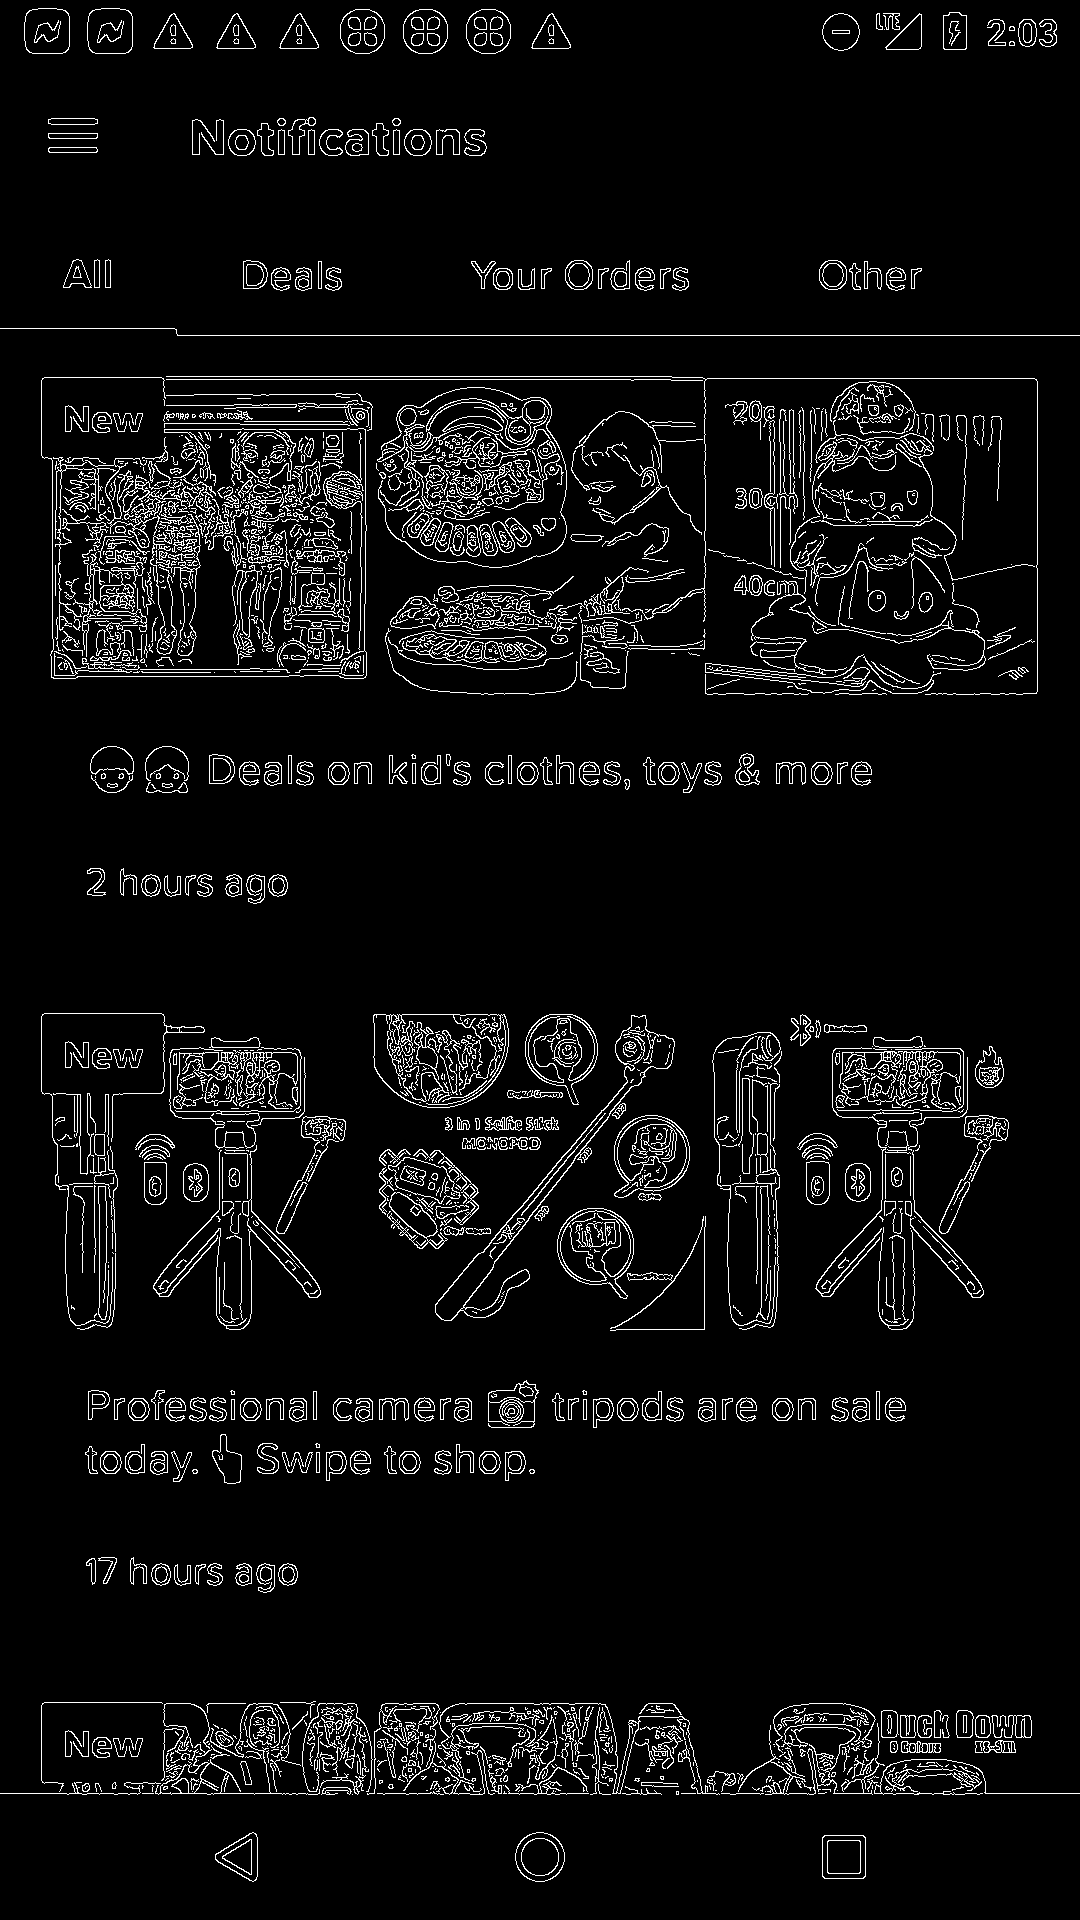 LTE 2:03
Notifications
All Deals Your Orders Other
New
20c
30cm
40cm
Deals on kid's clothes, toys & more
2 hours ago
New
3 in 1 Selfie Stick
MONOPOD
Professional camera tripods are on sale
today. Swipe to shop.
17 hours ago
New
Duck Down
8 Colors XS-5XL